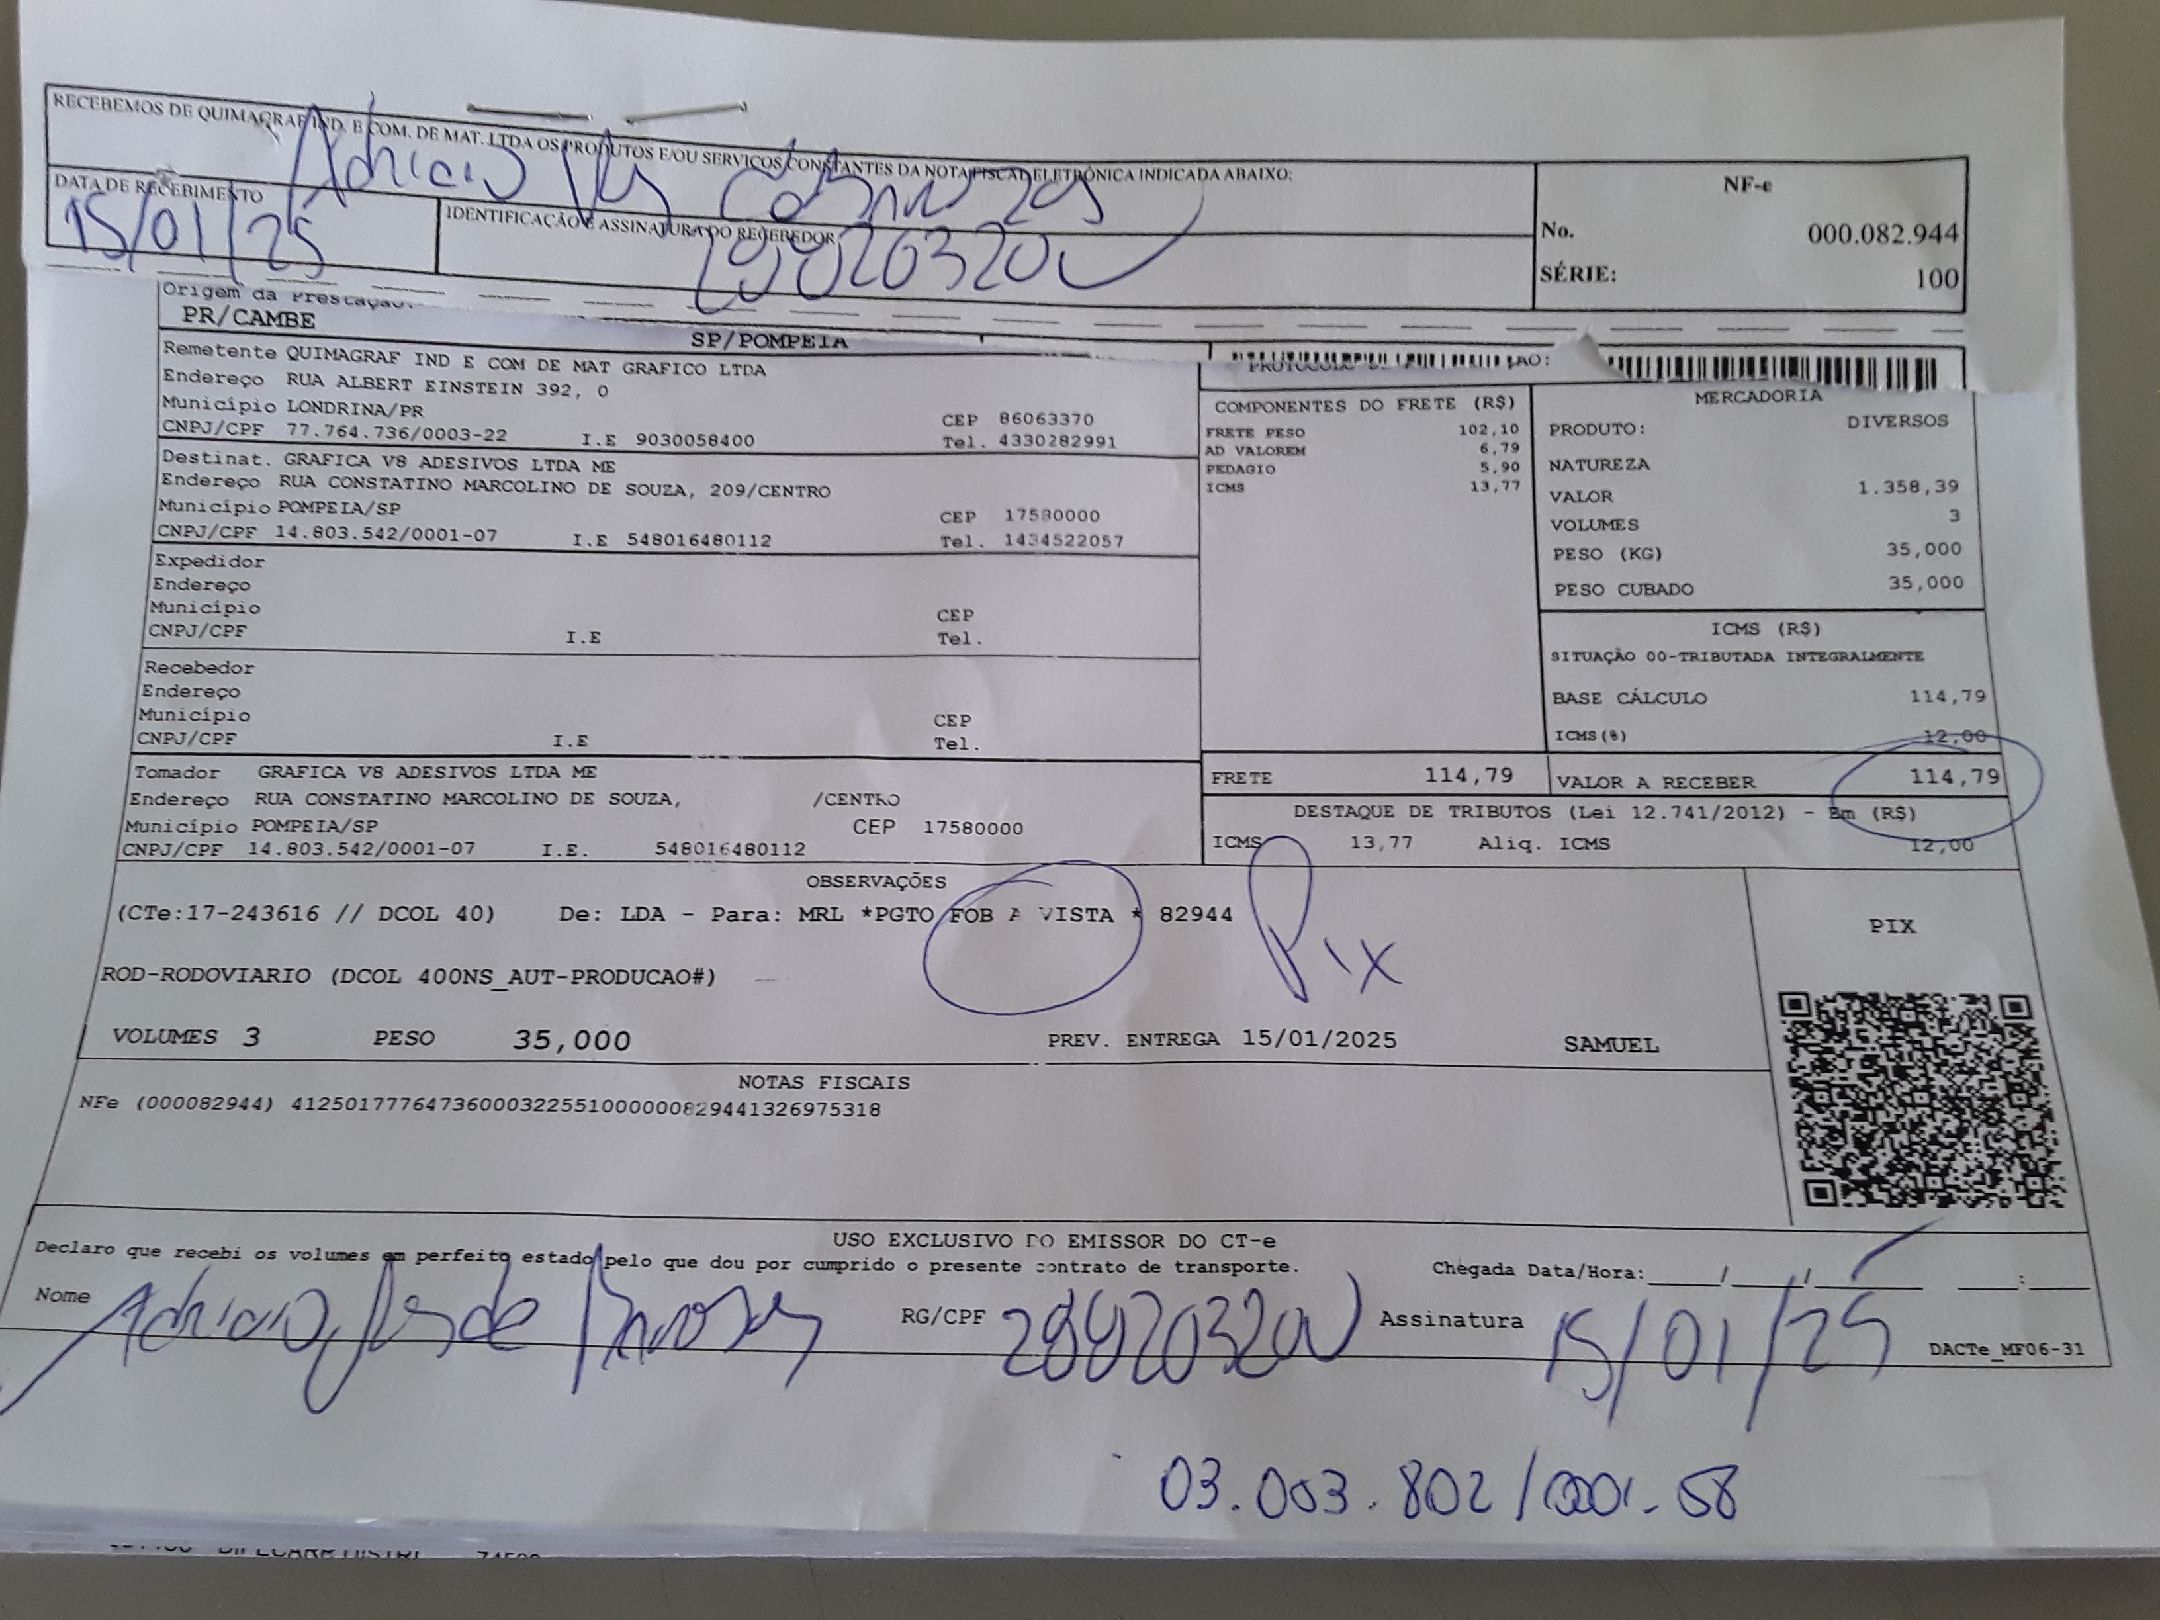 RECEBEMOS DE QUIMAGRAF IND. E COM. DE MAT. LTDA OS PRODUTOS E/OU SERVIÇOS CONSTANTES DA NOTA FISCAL ELETRÔNICA INDICADA ABAIXO:
NF-e
No. 000.082.944
SÉRIE: 100
DATA DE RECEBIMENTO
15/01/25
IDENTIFICAÇÃO E ASSINATURA DO RECEBEDOR
Origem da Prestação:
PR/CAMBE
SP/POMPEIA
Remetente QUIMAGRAF IND E COM DE MAT GRAFICO LTDA
Endereço RUA ALBERT EINSTEIN 392, 0
Município LONDRINA/PR CEP 86063370
CNPJ/CPF 77.764.736/0003-22 I.E 9030058400 Tel. 4330282991
Destinat. GRAFICA V8 ADESIVOS LTDA ME
Endereço RUA CONSTATINO MARCOLINO DE SOUZA, 209/CENTRO
Município POMPEIA/SP CEP 17580000
CNPJ/CPF 14.803.542/0001-07 I.E 548016480112 Tel. 1434522057
Expedidor
Endereço
Município CEP
CNPJ/CPF I.E Tel.
Recebedor
Endereço
Município CEP
CNPJ/CPF I.E Tel.
Tomador GRAFICA V8 ADESIVOS LTDA ME
Endereço RUA CONSTATINO MARCOLINO DE SOUZA, /CENTRO
Município POMPEIA/SP CEP 17580000
CNPJ/CPF 14.803.542/0001-07 I.E. 548016480112
COMPONENTES DO FRETE (R$)
FRETE PESO 102,10
AD VALOREM 6,79
PEDAGIO 5,90
ICMS 13,77
MERCADORIA
PRODUTO: DIVERSOS
NATUREZA
VALOR 1.358,39
VOLUMES 3
PESO (KG) 35,000
PESO CUBADO 35,000
ICMS (R$)
SITUAÇÃO 00-TRIBUTADA INTEGRALMENTE
BASE CÁLCULO 114,79
ICMS(%) 12,00
FRETE 114,79 VALOR A RECEBER 114,79
DESTAQUE DE TRIBUTOS (Lei 12.741/2012) - Em (R$)
ICMS 13,77 Aliq. ICMS 12,00
OBSERVAÇÕES
(CTe:17-243616 // DCOL 40) De: LDA - Para: MRL *PGTO FOB A VISTA * 82944
Pix
ROD-RODOVIARIO (DCOL 400NS_AUT-PRODUCAO#)
VOLUMES 3 PESO 35,000 PREV. ENTREGA 15/01/2025 SAMUEL
PIX
NOTAS FISCAIS
NFe (000082944) 41250177764736000322551000000829441326975318
USO EXCLUSIVO DO EMISSOR DO CT-e
Declaro que recebi os volumes em perfeito estado pelo que dou por cumprido o presente contrato de transporte.
Chegada Data/Hora:____/____/____ ___:___
Nome RG/CPF Assinatura 15/01/25
DACTe_MF06-31
03.003.802/0001-58